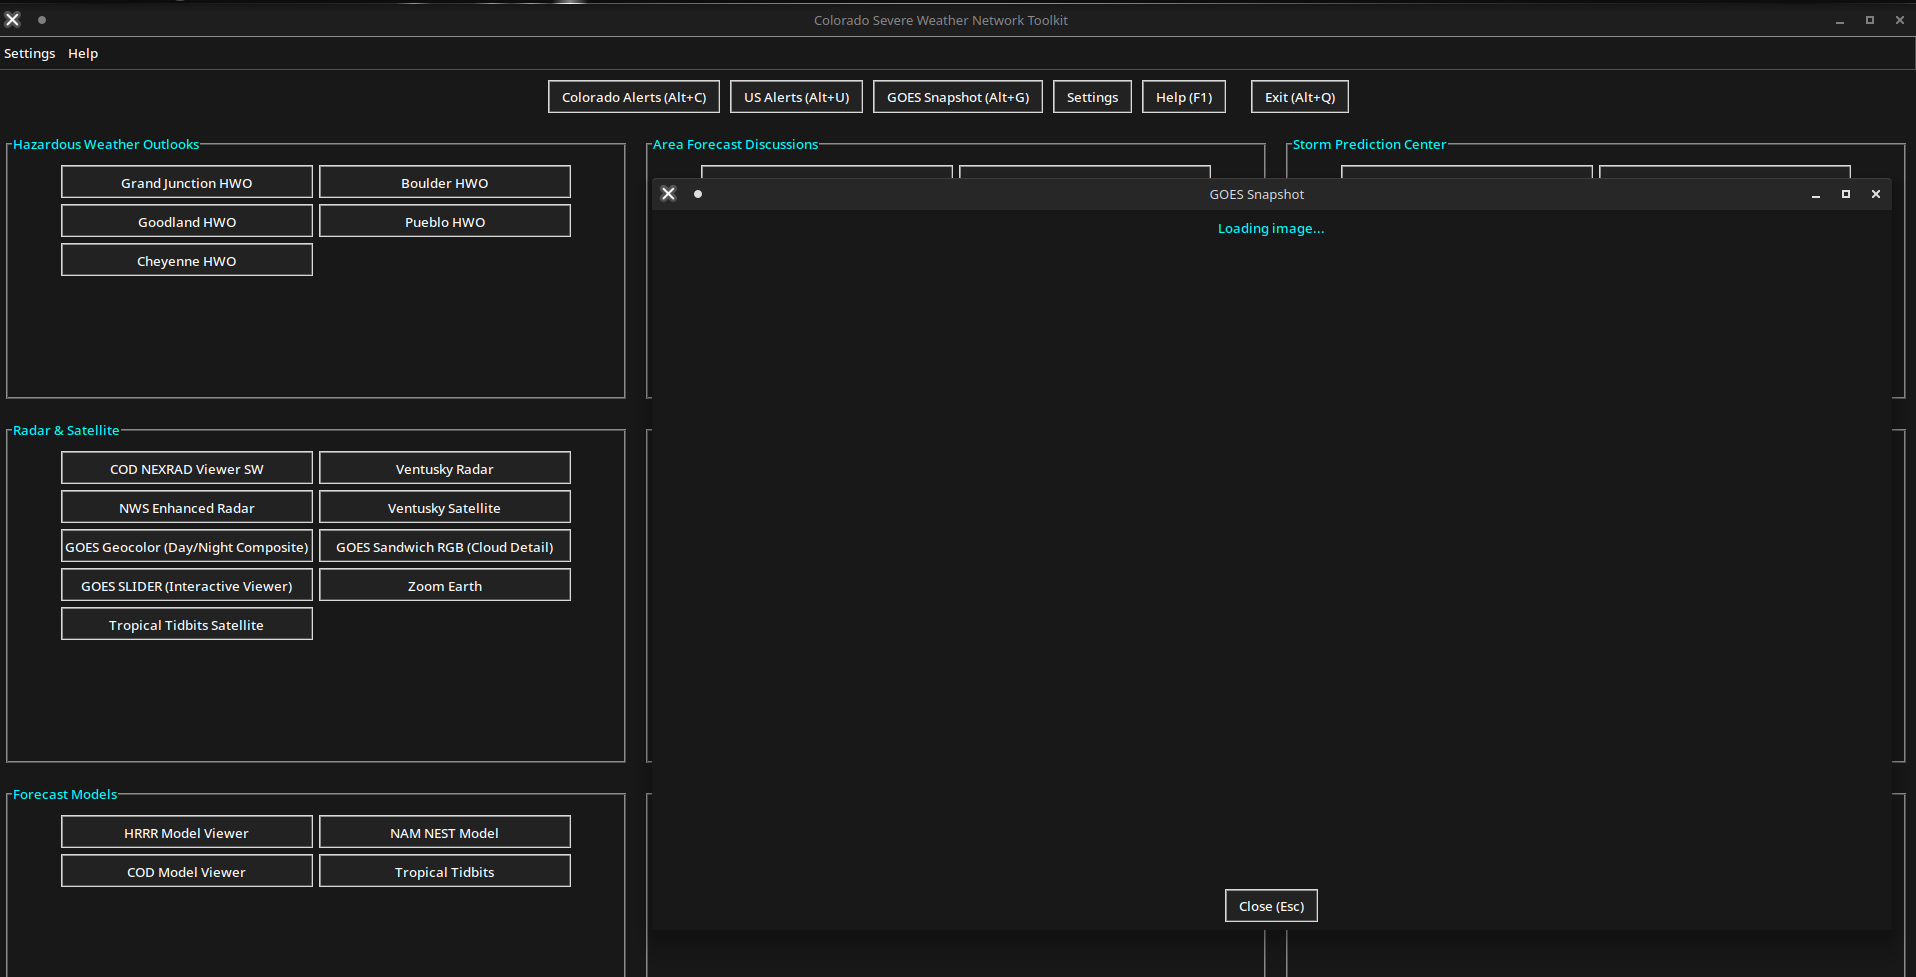 Colorado Severe Weather Network Toolkit
Settings Help
Colorado Alerts (Alt+C) US Alerts (Alt+U) GOES Snapshot (Alt+G) Settings Help (F1) Exit (Alt+Q)
Hazardous Weather Outlooks
Grand Junction HWO Boulder HWO
Goodland HWO Pueblo HWO
Cheyenne HWO
Area Forecast Discussions
Storm Prediction Center
GOES Snapshot
Loading image...
Close (Esc)
Radar & Satellite
COD NEXRAD Viewer SW Ventusky Radar
NWS Enhanced Radar Ventusky Satellite
GOES Geocolor (Day/Night Composite) GOES Sandwich RGB (Cloud Detail)
GOES SLIDER (Interactive Viewer) Zoom Earth
Tropical Tidbits Satellite
Forecast Models
HRRR Model Viewer NAM NEST Model
COD Model Viewer Tropical Tidbits